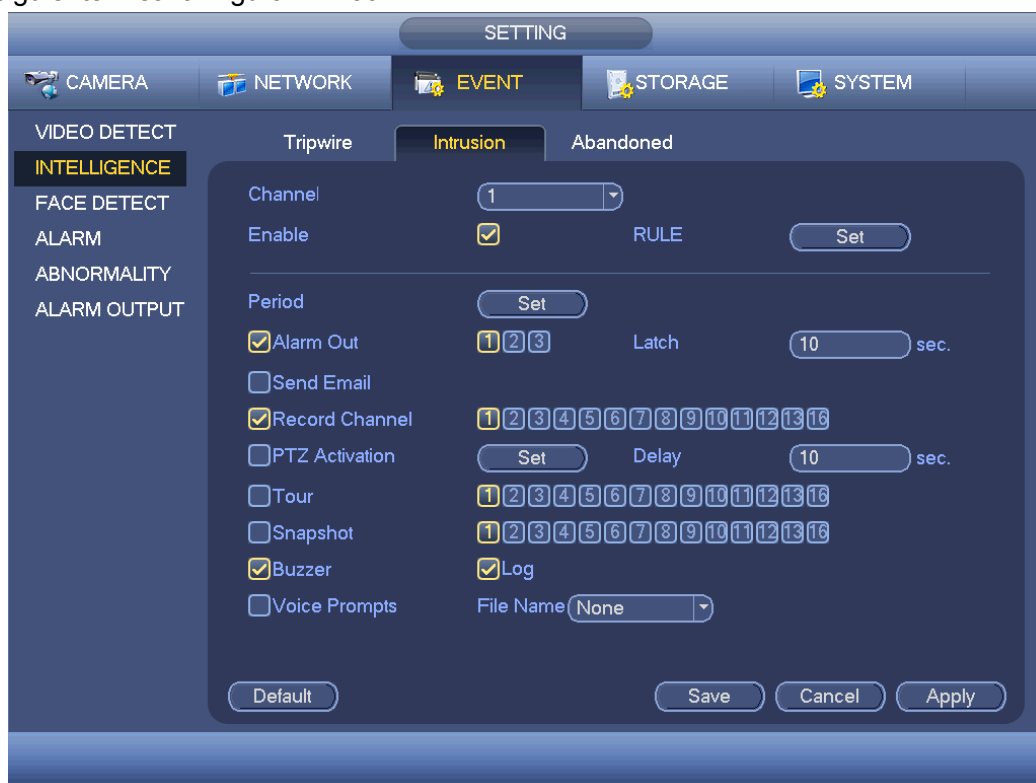 SETTING
CAMERA NETWORK EVENT STORAGE SYSTEM
VIDEO DETECT
INTELLIGENCE
FACE DETECT
ALARM
ABNORMALITY
ALARM OUTPUT
Tripwire Intrusion Abandoned
Channel 1
Enable RULE Set
Period Set
Alarm Out 1 2 3 Latch 10 sec.
Send Email
Record Channel 1 2 3 4 5 6 7 8 9 10 11 12 13 16
PTZ Activation Set Delay 10 sec.
Tour 1 2 3 4 5 6 7 8 9 10 11 12 13 16
Snapshot 1 2 3 4 5 6 7 8 9 10 11 12 13 16
Buzzer Log
Voice Prompts File Name None
Default Save Cancel Apply